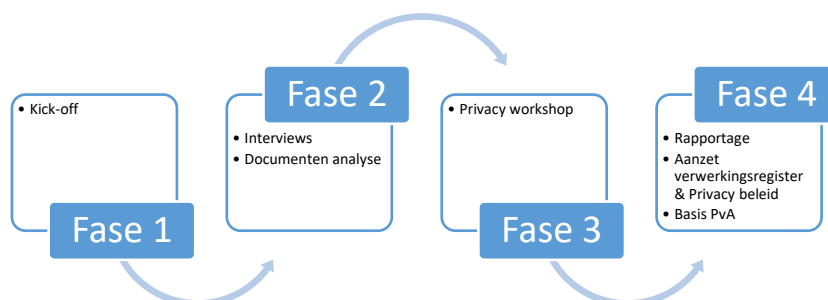 • Kick-off
Fase 1
Fase 2
• Interviews
• Documenten analyse
• Privacy workshop
Fase 3
Fase 4
• Rapportage
• Aanzet
verwerkingsregister
& Privacy beleid
• Basis PvA